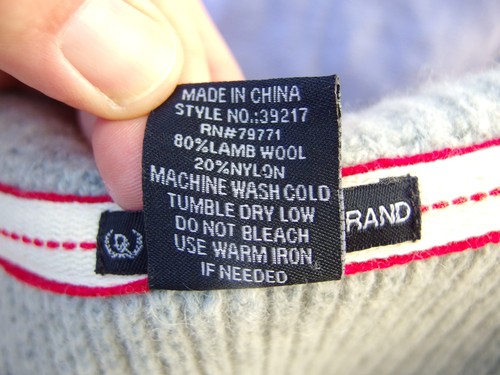 MADE IN CHINA
STYLE NO.:39217
RN#79771
80%LAMB WOOL
20%NYLON
MACHINE WASH COLD
TUMBLE DRY LOW
DO NOT BLEACH
USE WARM IRON
IF NEEDED
RAND